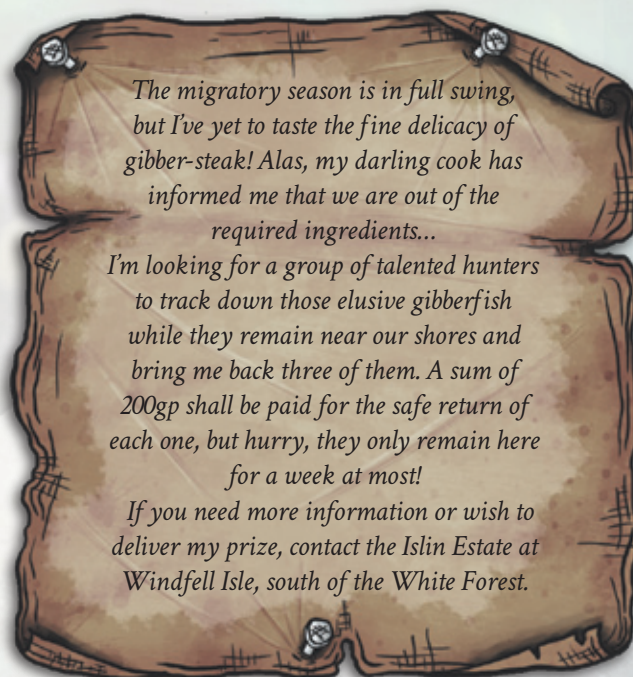 The migratory season is in full swing,
but I've yet to taste the fine delicacy of
gibber-steak! Alas, my darling cook has
informed me that we are out of the
required ingredients...
I'm looking for a group of talented hunters
to track down those elusive gibberfish
while they remain near our shores and
bring me back three of them. A sum of
200gp shall be paid for the safe return of
each one, but hurry, they only remain here
for a week at most!
If you need more information or wish to
deliver my prize, contact the Islin Estate at
Windfell Isle, south of the White Forest.